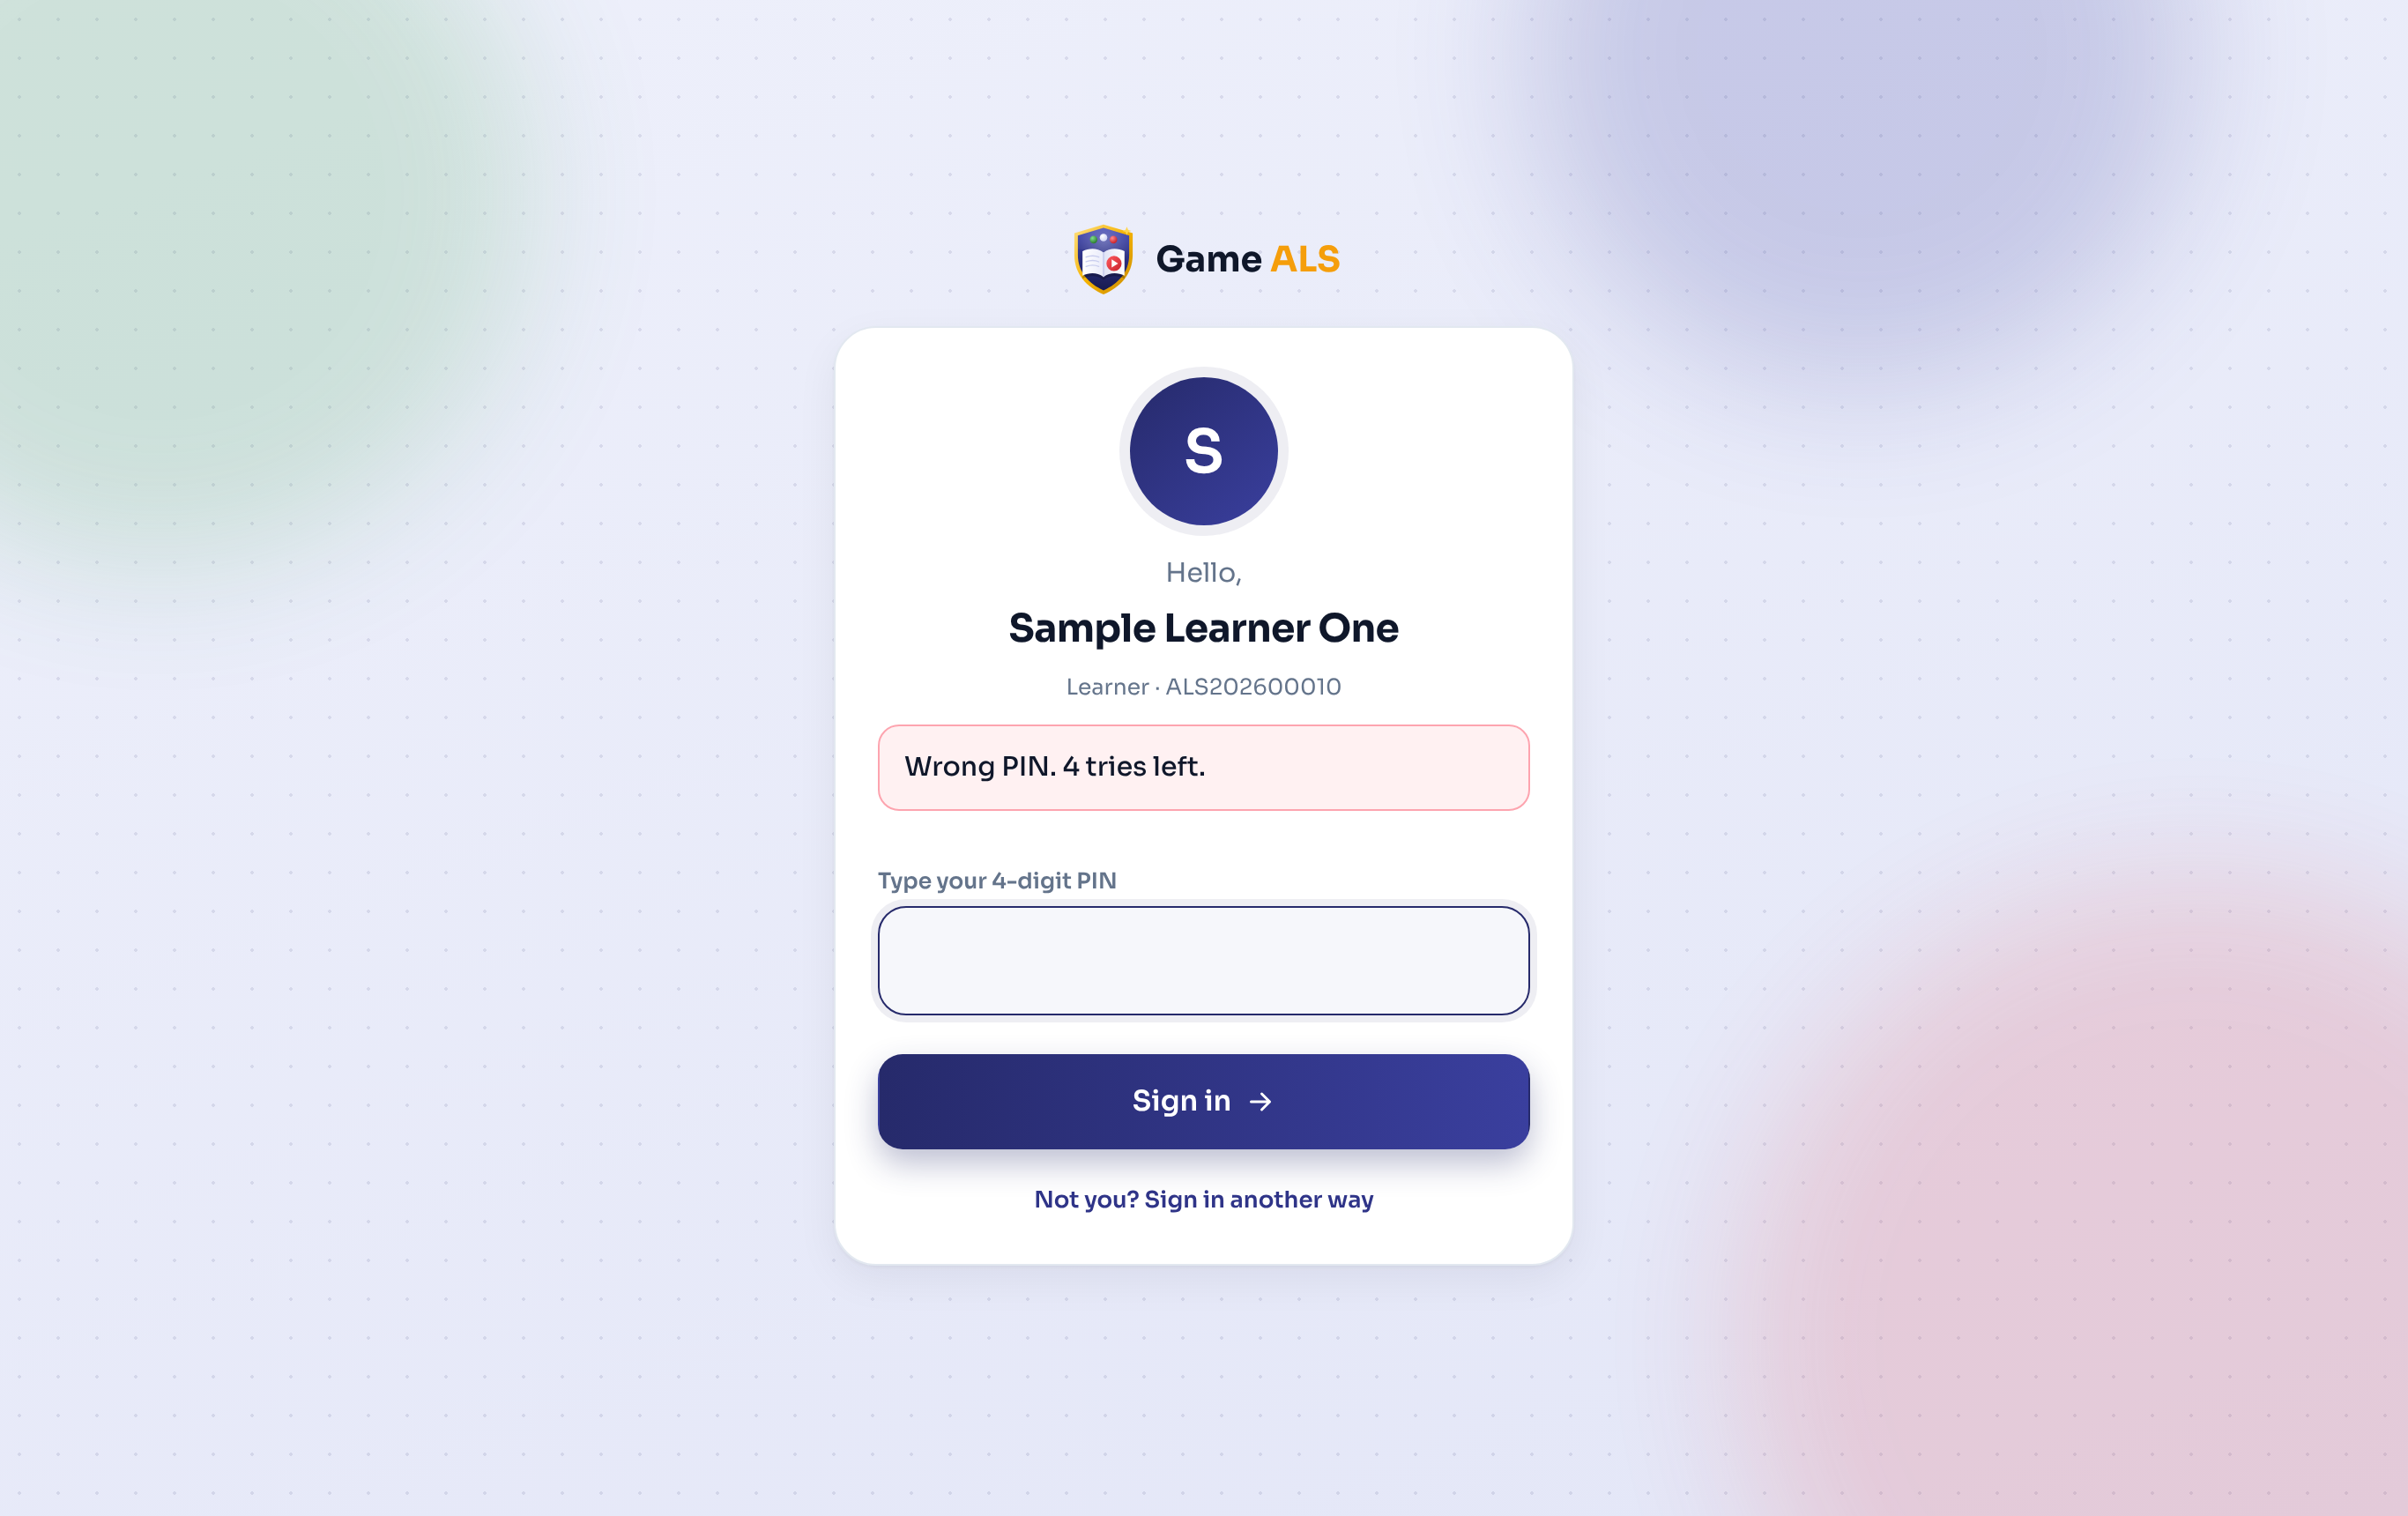 Game ALS
S
Hello,
Sample Learner One
Learner · ALS202600010
Wrong PIN. 4 tries left.
Type your 4-digit PIN
Sign in →
Not you? Sign in another way